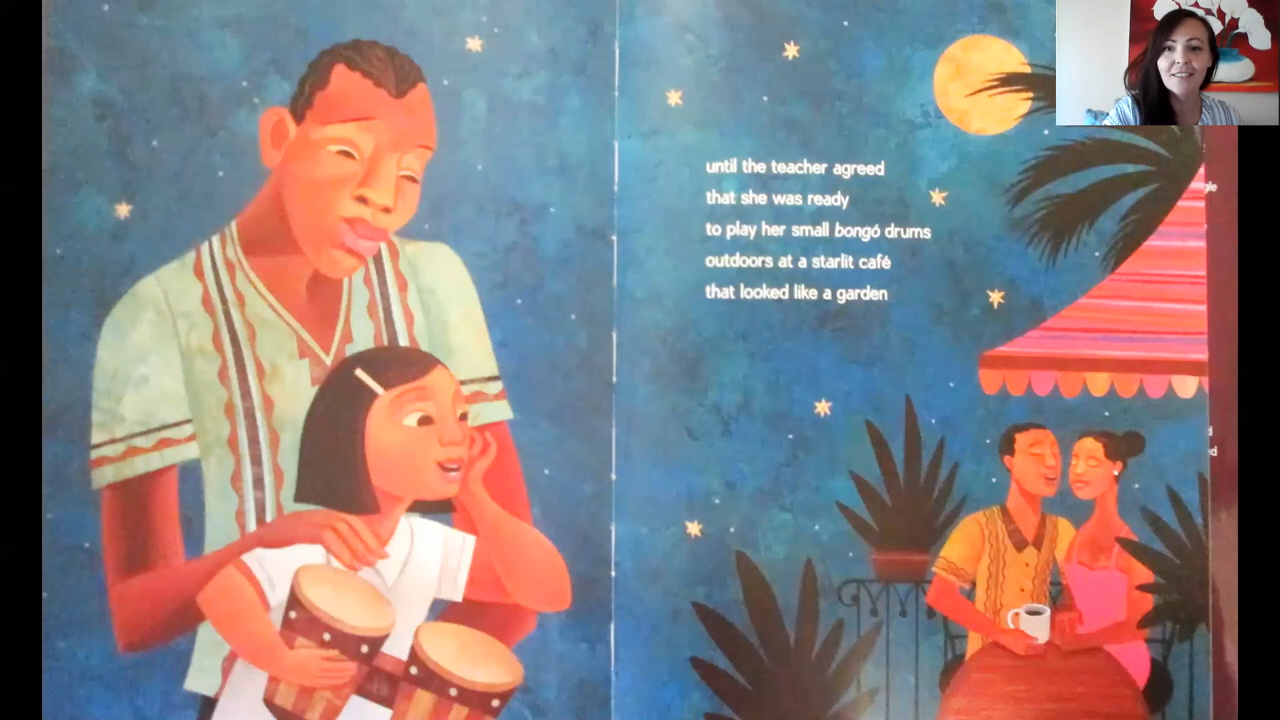 until the teacher agreed
that she was ready
to play her small bongó drums
outdoors at a starlit café
that looked like a garden